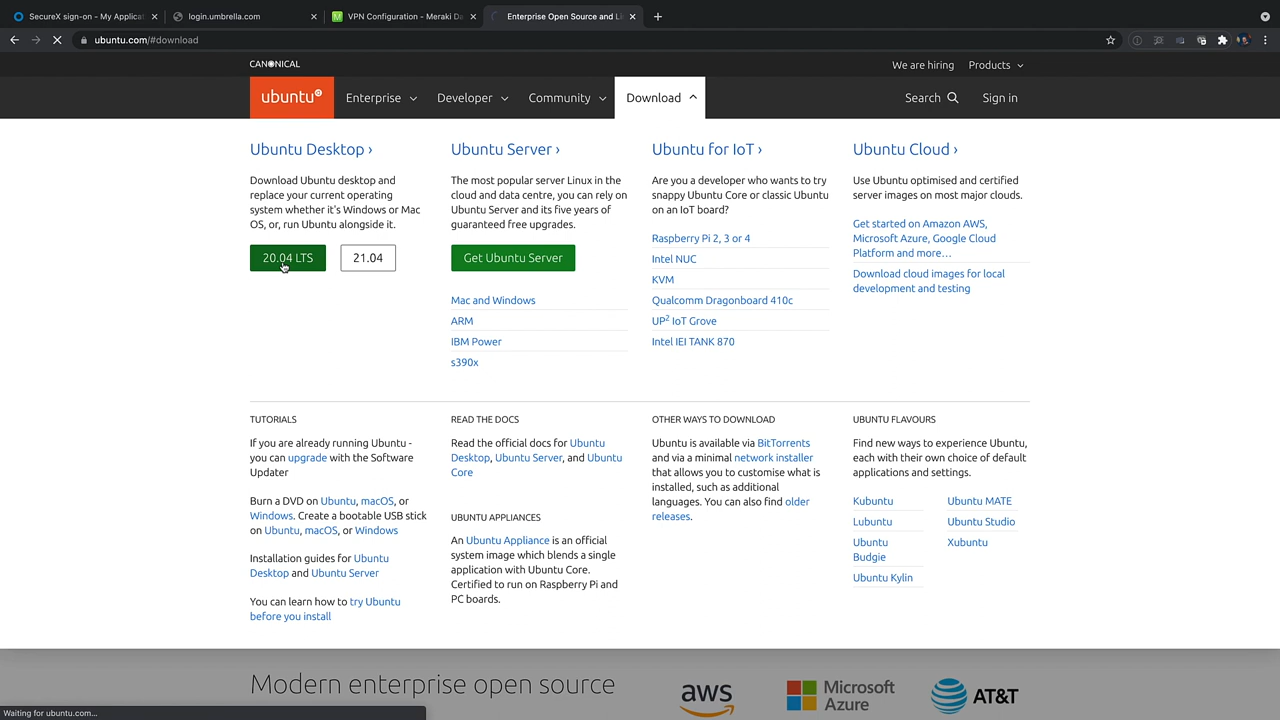 SecureX sign-on - My Applicat
login.umbrella.com
VPN Configuration - Meraki Da
Enterprise Open Source and Li
ubuntu.com/#download
CANONICAL
We are hiring
Products
ubuntu
Enterprise
Developer
Community
Download
Search
Sign in
Ubuntu Desktop ›
Download Ubuntu desktop and
replace your current operating
system whether it's Windows or Mac
OS, or, run Ubuntu alongside it.
20.04 LTS
21.04
Ubuntu Server ›
The most popular server Linux in the
cloud and data centre, you can rely on
Ubuntu Server and its five years of
guaranteed free upgrades.
Get Ubuntu Server
Mac and Windows
ARM
IBM Power
s390x
Ubuntu for IoT ›
Are you a developer who wants to try
snappy Ubuntu Core or classic Ubuntu
on an IoT board?
Raspberry Pi 2, 3 or 4
Intel NUC
KVM
Qualcomm Dragonboard 410c
UP² IoT Grove
Intel IEI TANK 870
Ubuntu Cloud ›
Use Ubuntu optimised and certified
server images on most major clouds.
Get started on Amazon AWS,
Microsoft Azure, Google Cloud
Platform and more…
Download cloud images for local
development and testing
TUTORIALS
If you are already running Ubuntu -
you can upgrade with the Software
Updater
Burn a DVD on Ubuntu, macOS, or
Windows. Create a bootable USB stick
on Ubuntu, macOS, or Windows
Installation guides for Ubuntu
Desktop and Ubuntu Server
You can learn how to try Ubuntu
before you install
READ THE DOCS
Read the official docs for Ubuntu
Desktop, Ubuntu Server, and Ubuntu
Core
UBUNTU APPLIANCES
An Ubuntu Appliance is an official
system image which blends a single
application with Ubuntu Core.
Certified to run on Raspberry Pi and
PC boards.
OTHER WAYS TO DOWNLOAD
Ubuntu is available via BitTorrents
and via a minimal network installer
that allows you to customise what is
installed, such as additional
languages. You can also find older
releases.
UBUNTU FLAVOURS
Find new ways to experience Ubuntu,
each with their own choice of default
applications and settings.
Kubuntu
Lubuntu
Ubuntu
Budgie
Ubuntu Kylin
Ubuntu MATE
Ubuntu Studio
Xubuntu
Modern enterprise open source
aws
Microsoft
Azure
AT&T
Waiting for ubuntu.com...